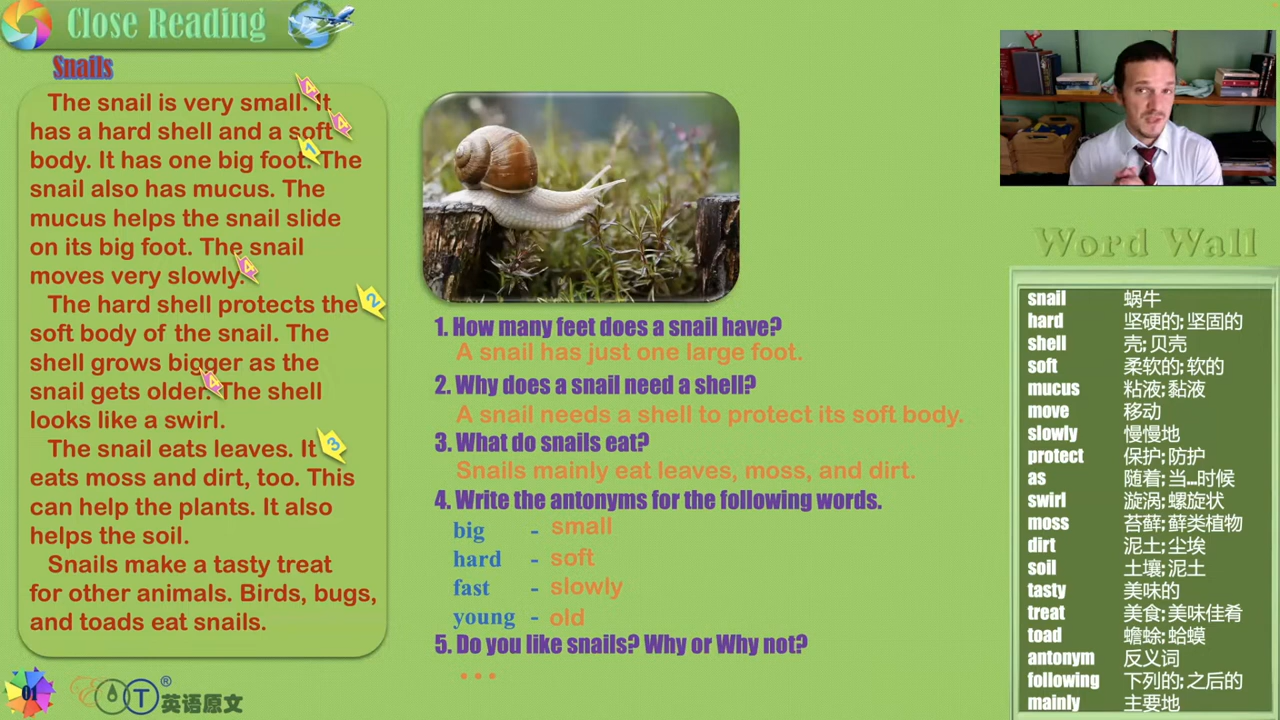 Close Reading
Snails
The snail is very small. It
has a hard shell and a soft
body. It has one big foot. The
snail also has mucus. The
mucus helps the snail slide
on its big foot. The snail
moves very slowly.
The hard shell protects the
soft body of the snail. The
shell grows bigger as the
snail gets older. The shell
looks like a swirl.
The snail eats leaves. It
eats moss and dirt, too. This
can help the plants. It also
helps the soil.
Snails make a tasty treat
for other animals. Birds, bugs,
and toads eat snails.
4
4
1
4
2
4
3
1. How many feet does a snail have?
A snail has just one large foot.
2. Why does a snail need a shell?
A snail needs a shell to protect its soft body.
3. What do snails eat?
Snails mainly eat leaves, moss, and dirt.
4. Write the antonyms for the following words.
big - small
hard - soft
fast - slowly
young - old
5. Do you like snails? Why or Why not?
...
Word Wall
snail 蜗牛
hard 坚硬的; 坚固的
shell 壳; 贝壳
soft 柔软的; 软的
mucus 粘液; 黏液
move 移动
slowly 慢慢地
protect 保护; 防护
as 随着; 当...时候
swirl 漩涡; 螺旋状
moss 苔藓; 藓类植物
dirt 泥土; 尘埃
soil 土壤; 泥土
tasty 美味的
treat 美食; 美味佳肴
toad 蟾蜍; 蛤蟆
antonym 反义词
following 下列的; 之后的
mainly 主要地
01
T® 英语原文